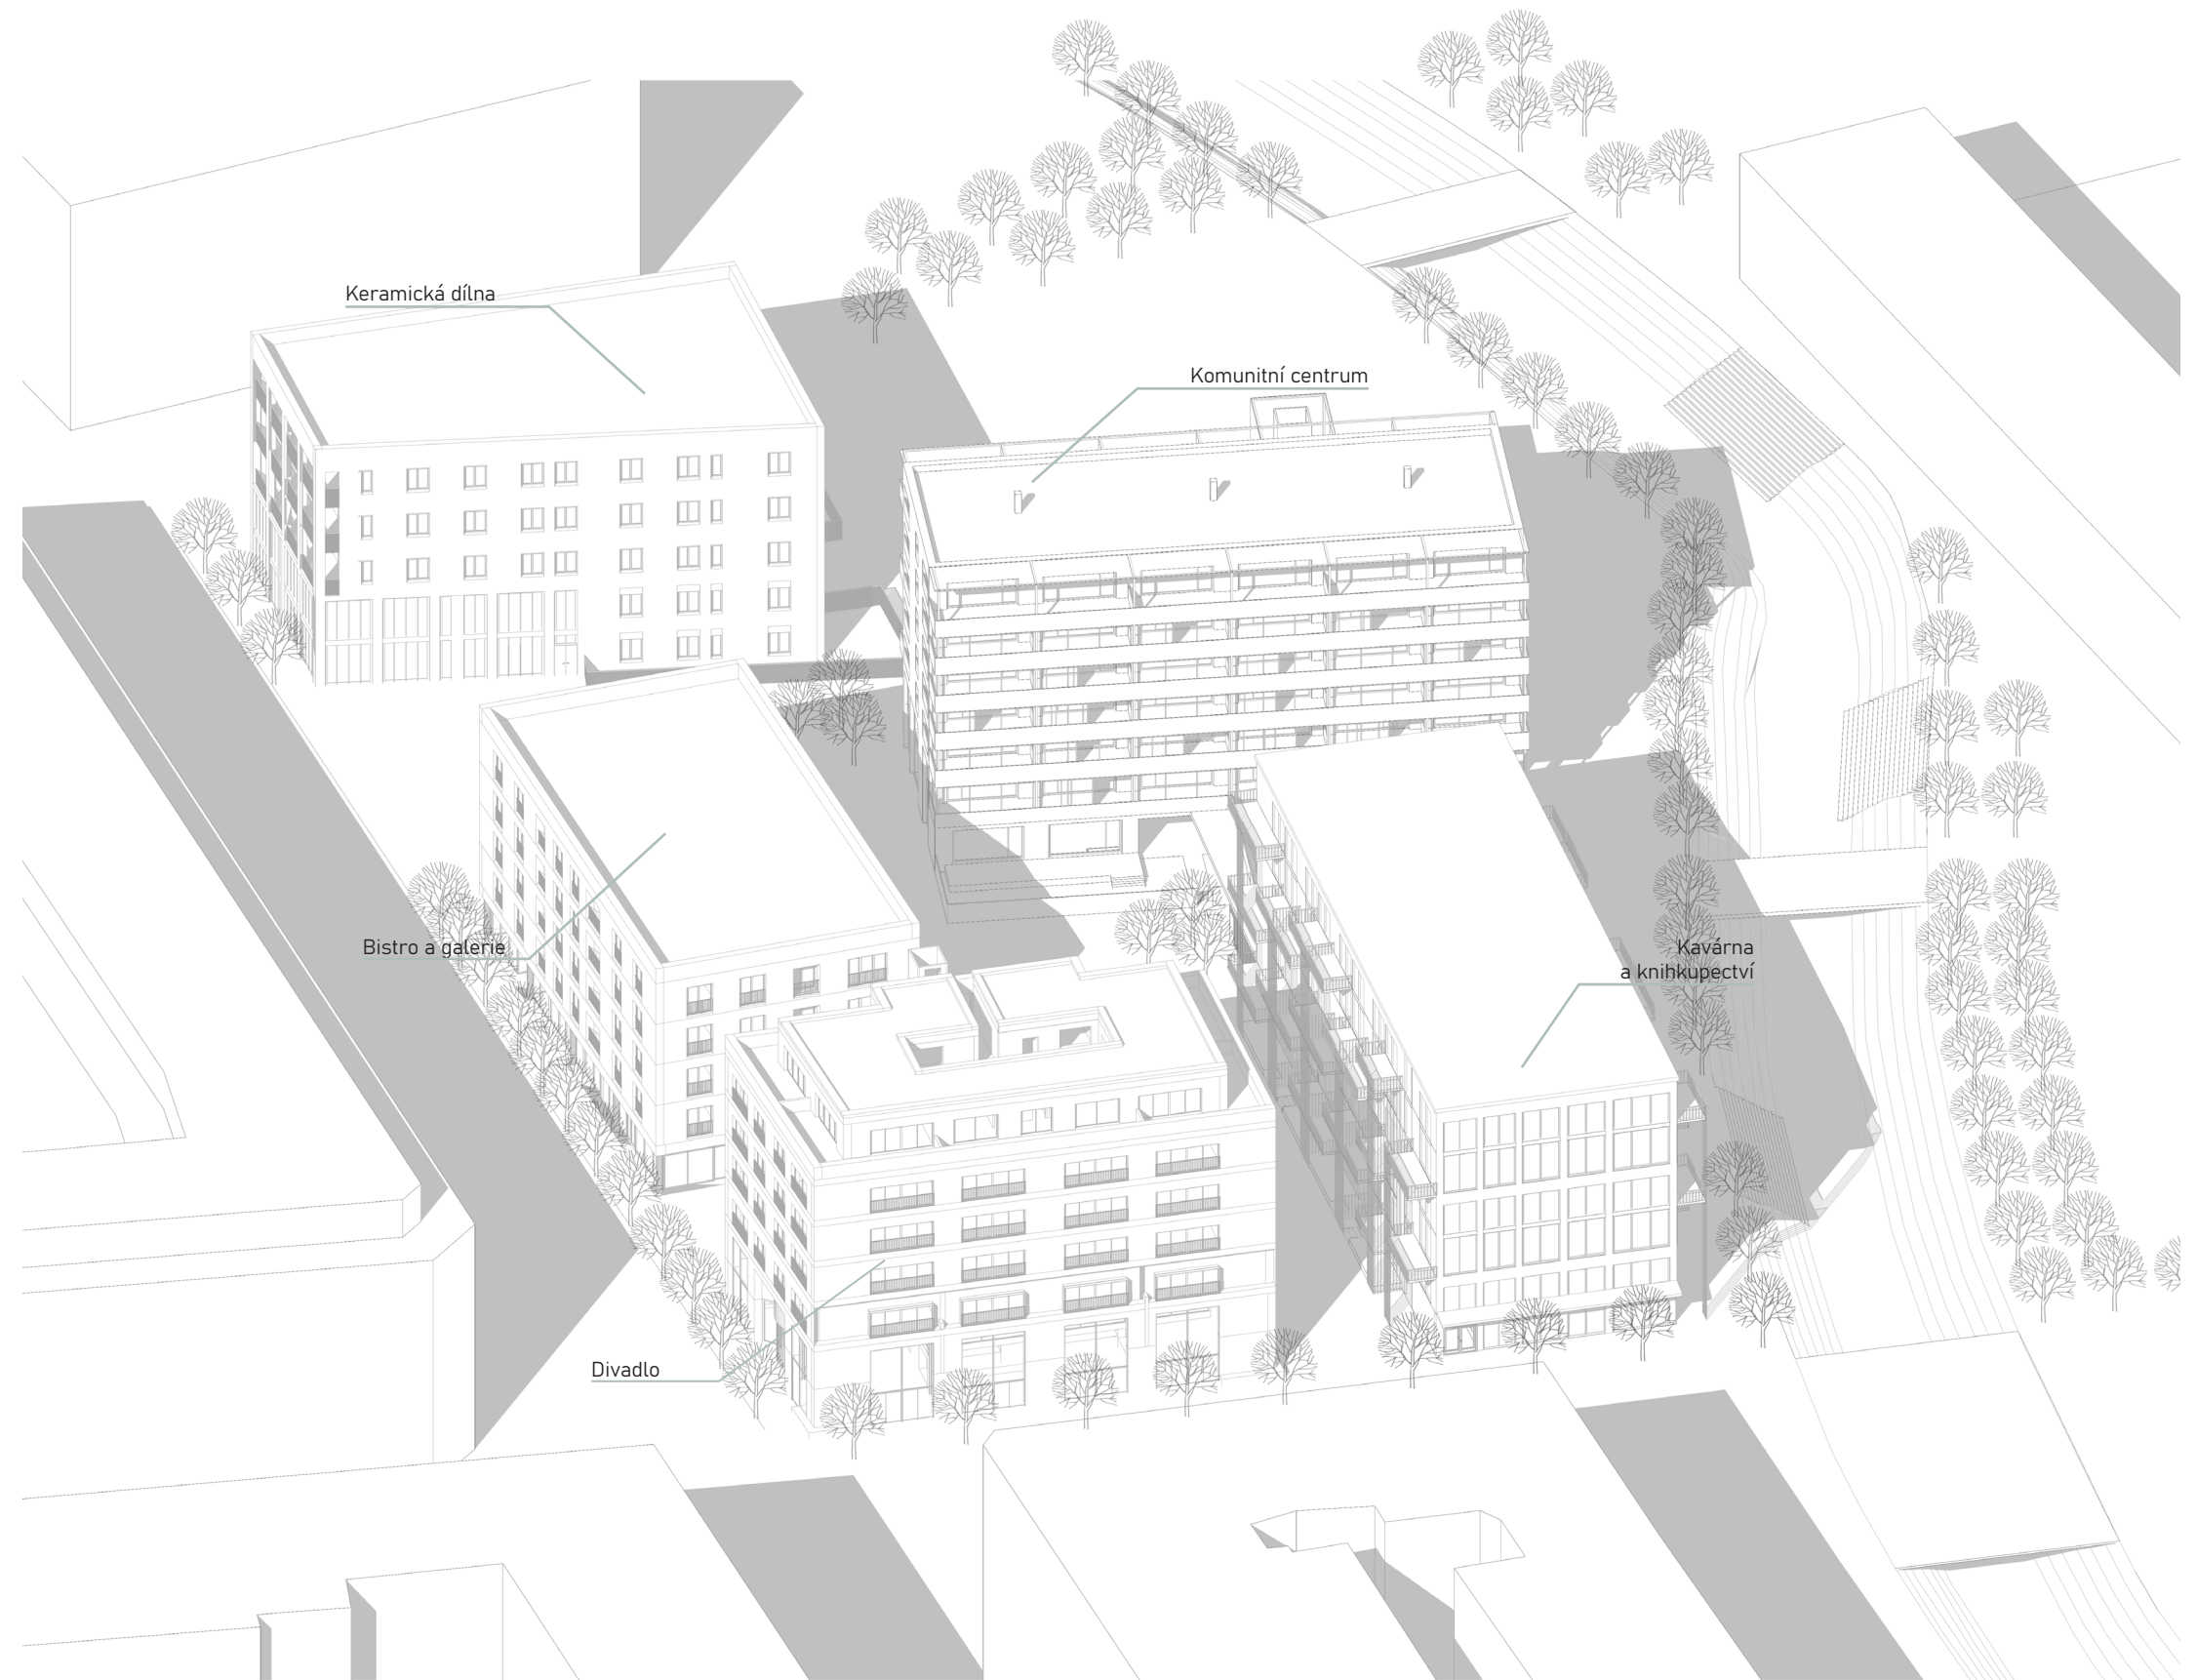 Keramická dílna
Komunitní centrum
Bistro a galerie
Kavárna
a knihkupectví
Divadlo